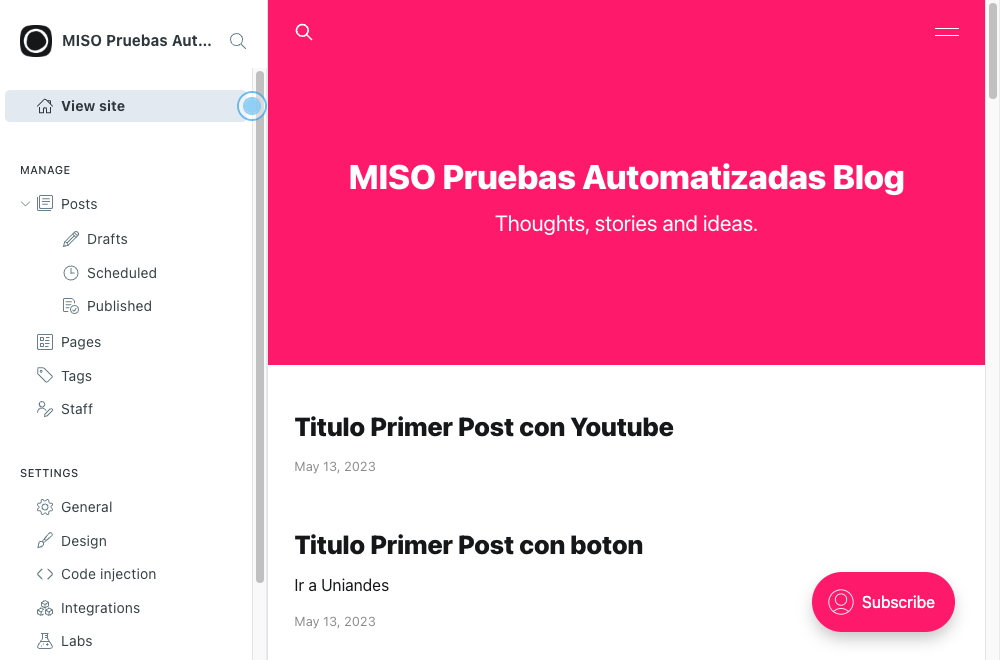 MISO Pruebas Aut...
View site
MANAGE
Posts
Drafts
Scheduled
Published
Pages
Tags
Staff
SETTINGS
General
Design
Code injection
Integrations
Labs
MISO Pruebas Automatizadas Blog
Thoughts, stories and ideas.
Titulo Primer Post con Youtube
May 13, 2023
Titulo Primer Post con boton
Ir a Uniandes
May 13, 2023
Subscribe